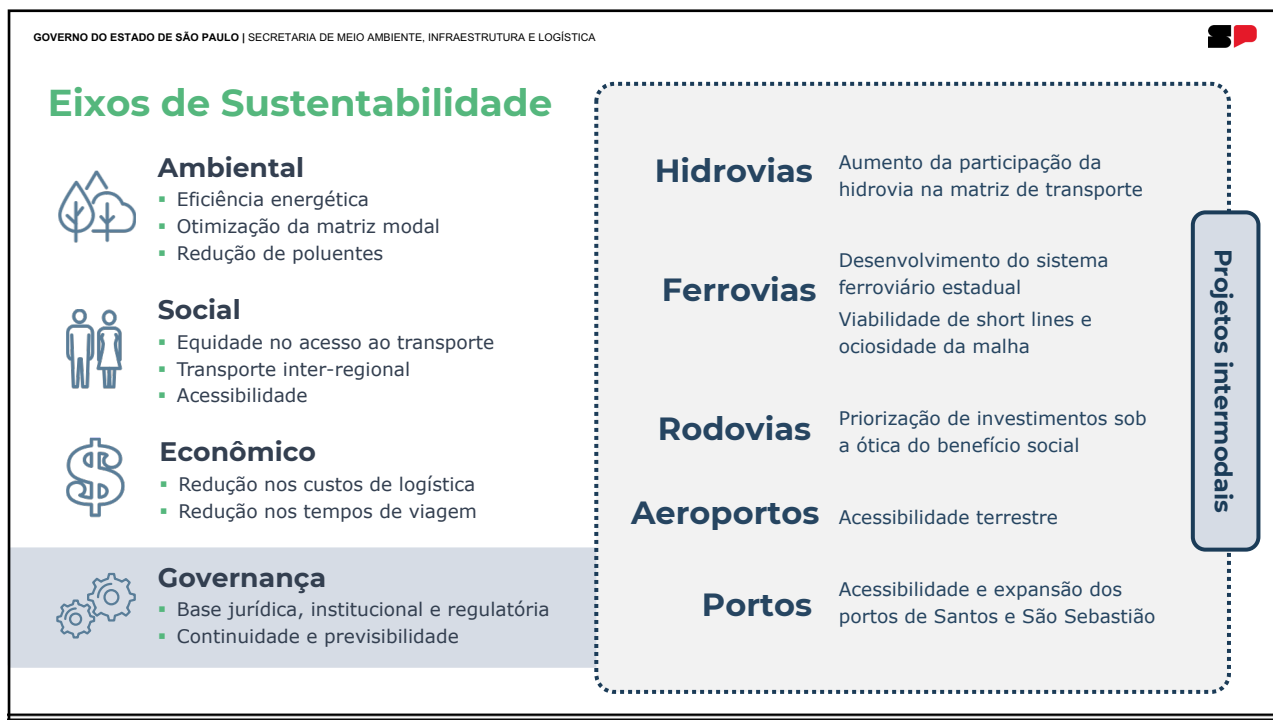 GOVERNO DO ESTADO DE SÃO PAULO | SECRETARIA DE MEIO AMBIENTE, INFRAESTRUTURA E LOGÍSTICA
SP
Eixos de Sustentabilidade
Ambiental
▪ Eficiência energética
▪ Otimização da matriz modal
▪ Redução de poluentes
Social
▪ Equidade no acesso ao transporte
▪ Transporte inter-regional
▪ Acessibilidade
Econômico
▪ Redução nos custos de logística
▪ Redução nos tempos de viagem
Governança
▪ Base jurídica, institucional e regulatória
▪ Continuidade e previsibilidade
Hidrovias
Aumento da participação da
hidrovia na matriz de transporte
Ferrovias
Desenvolvimento do sistema
ferroviário estadual
Viabilidade de short lines e
ociosidade da malha
Rodovias
Priorização de investimentos sob
a ótica do benefício social
Aeroportos
Acessibilidade terrestre
Portos
Acessibilidade e expansão dos
portos de Santos e São Sebastião
Projetos intermodais